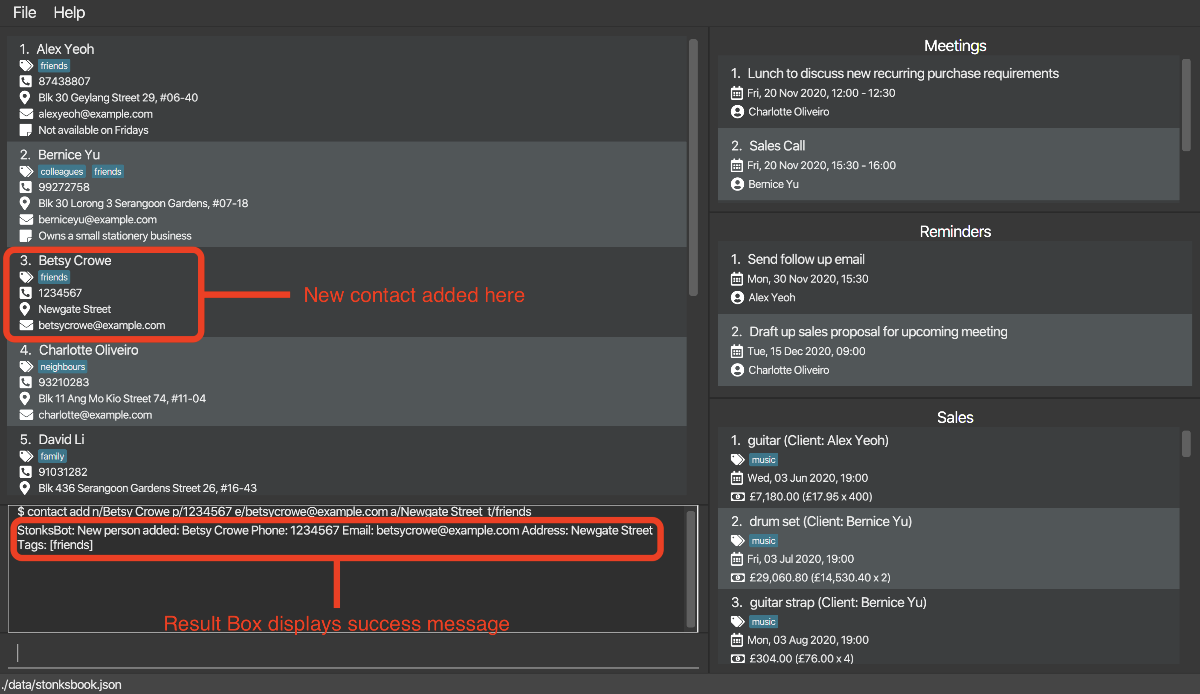 File Help
1. Alex Yeoh
friends
87438807
Blk 30 Geylang Street 29, #06-40
alexyeoh@example.com
Not available on Fridays
2. Bernice Yu
colleagues friends
99272758
Blk 30 Lorong 3 Serangoon Gardens, #07-18
berniceyu@example.com
Owns a small stationery business
3. Betsy Crowe
friends
1234567
Newgate Street
betsycrowe@example.com
New contact added here
4. Charlotte Oliveiro
neighbours
93210283
Blk 11 Ang Mo Kio Street 74, #11-04
charlotte@example.com
5. David Li
family
91031282
Blk 436 Serangoon Gardens Street 26, #16-43
$ contact add n/Betsy Crowe p/1234567 e/betsycrowe@example.com a/Newgate Street t/friends
StonksBot: New person added: Betsy Crowe Phone: 1234567 Email: betsycrowe@example.com Address: Newgate Street
Tags: [friends]
Result Box displays success message
Meetings
1. Lunch to discuss new recurring purchase requirements
Fri, 20 Nov 2020, 12:00 - 12:30
Charlotte Oliveiro
2. Sales Call
Fri, 20 Nov 2020, 15:30 - 16:00
Bernice Yu
Reminders
1. Send follow up email
Mon, 30 Nov 2020, 15:30
Alex Yeoh
2. Draft up sales proposal for upcoming meeting
Tue, 15 Dec 2020, 09:00
Charlotte Oliveiro
Sales
1. guitar (Client: Alex Yeoh)
music
Wed, 03 Jun 2020, 19:00
£7,180.00 (£17.95 x 400)
2. drum set (Client: Bernice Yu)
music
Fri, 03 Jul 2020, 19:00
£29,060.80 (£14,530.40 x 2)
3. guitar strap (Client: Bernice Yu)
music
Mon, 03 Aug 2020, 19:00
£304.00 (£76.00 x 4)
./data/stonksbook.json